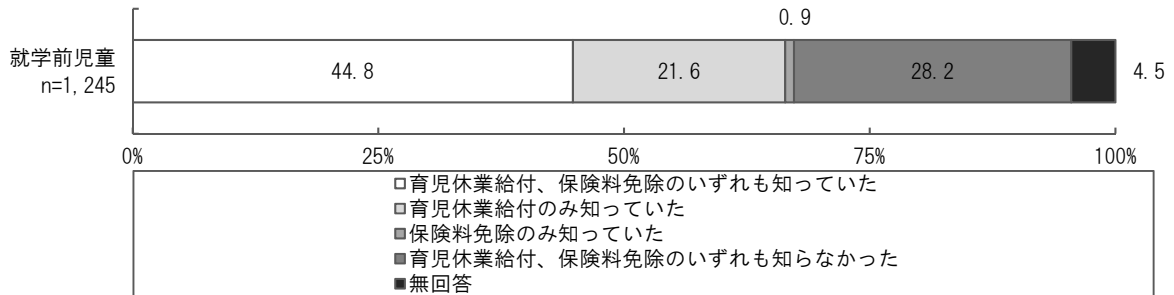 0.9
就学前児童
n=1,245
44.8
21.6
28.2
4.5
0%
25%
50%
75%
100%
育児休業給付、保険料免除のいずれも知っていた
育児休業給付のみ知っていた
保険料免除のみ知っていた
育児休業給付、保険料免除のいずれも知らなかった
無回答